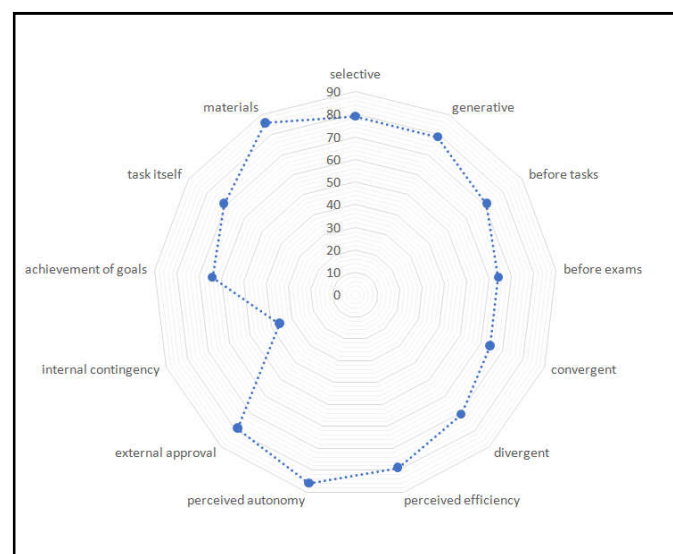 selective
90
materials
generative
80
70
task itself
60
before tasks
50
40
30
achievement of goals
20
before exams
10
0
internal contingency
convergent
external approval
divergent
perceived autonomy
perceived efficiency